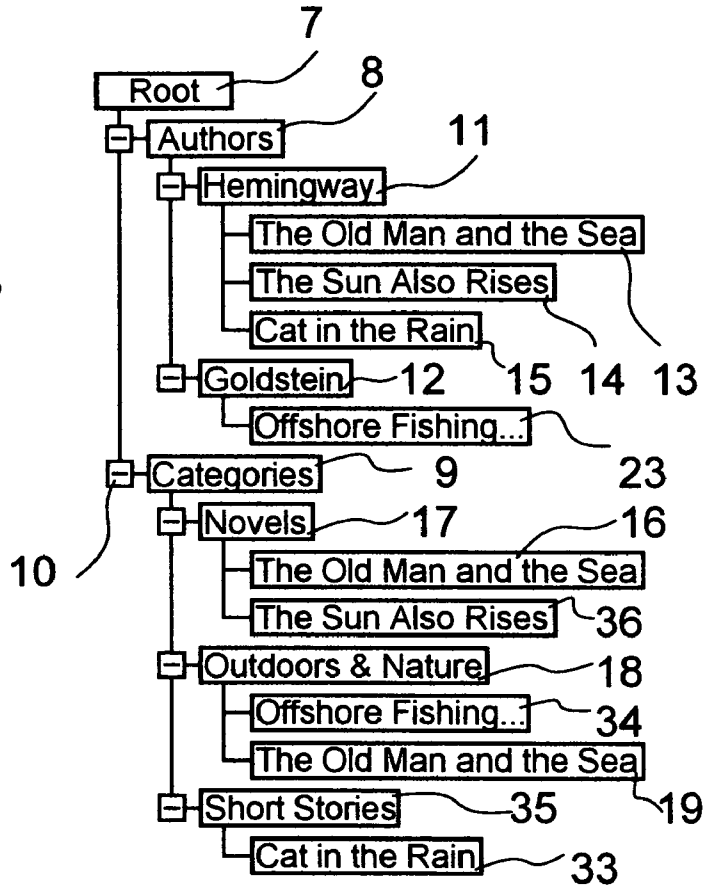 7
Root
8
Authors
11
Hemingway
The Old Man and the Sea
The Sun Also Rises
Cat in the Rain
15 14 13
Goldstein 12
Offshore Fishing...
23
Categories 9
10
Novels 17 16
The Old Man and the Sea
The Sun Also Rises 36
Outdoors & Nature 18
Offshore Fishing... 34
The Old Man and the Sea
19
Short Stories 35
Cat in the Rain 33